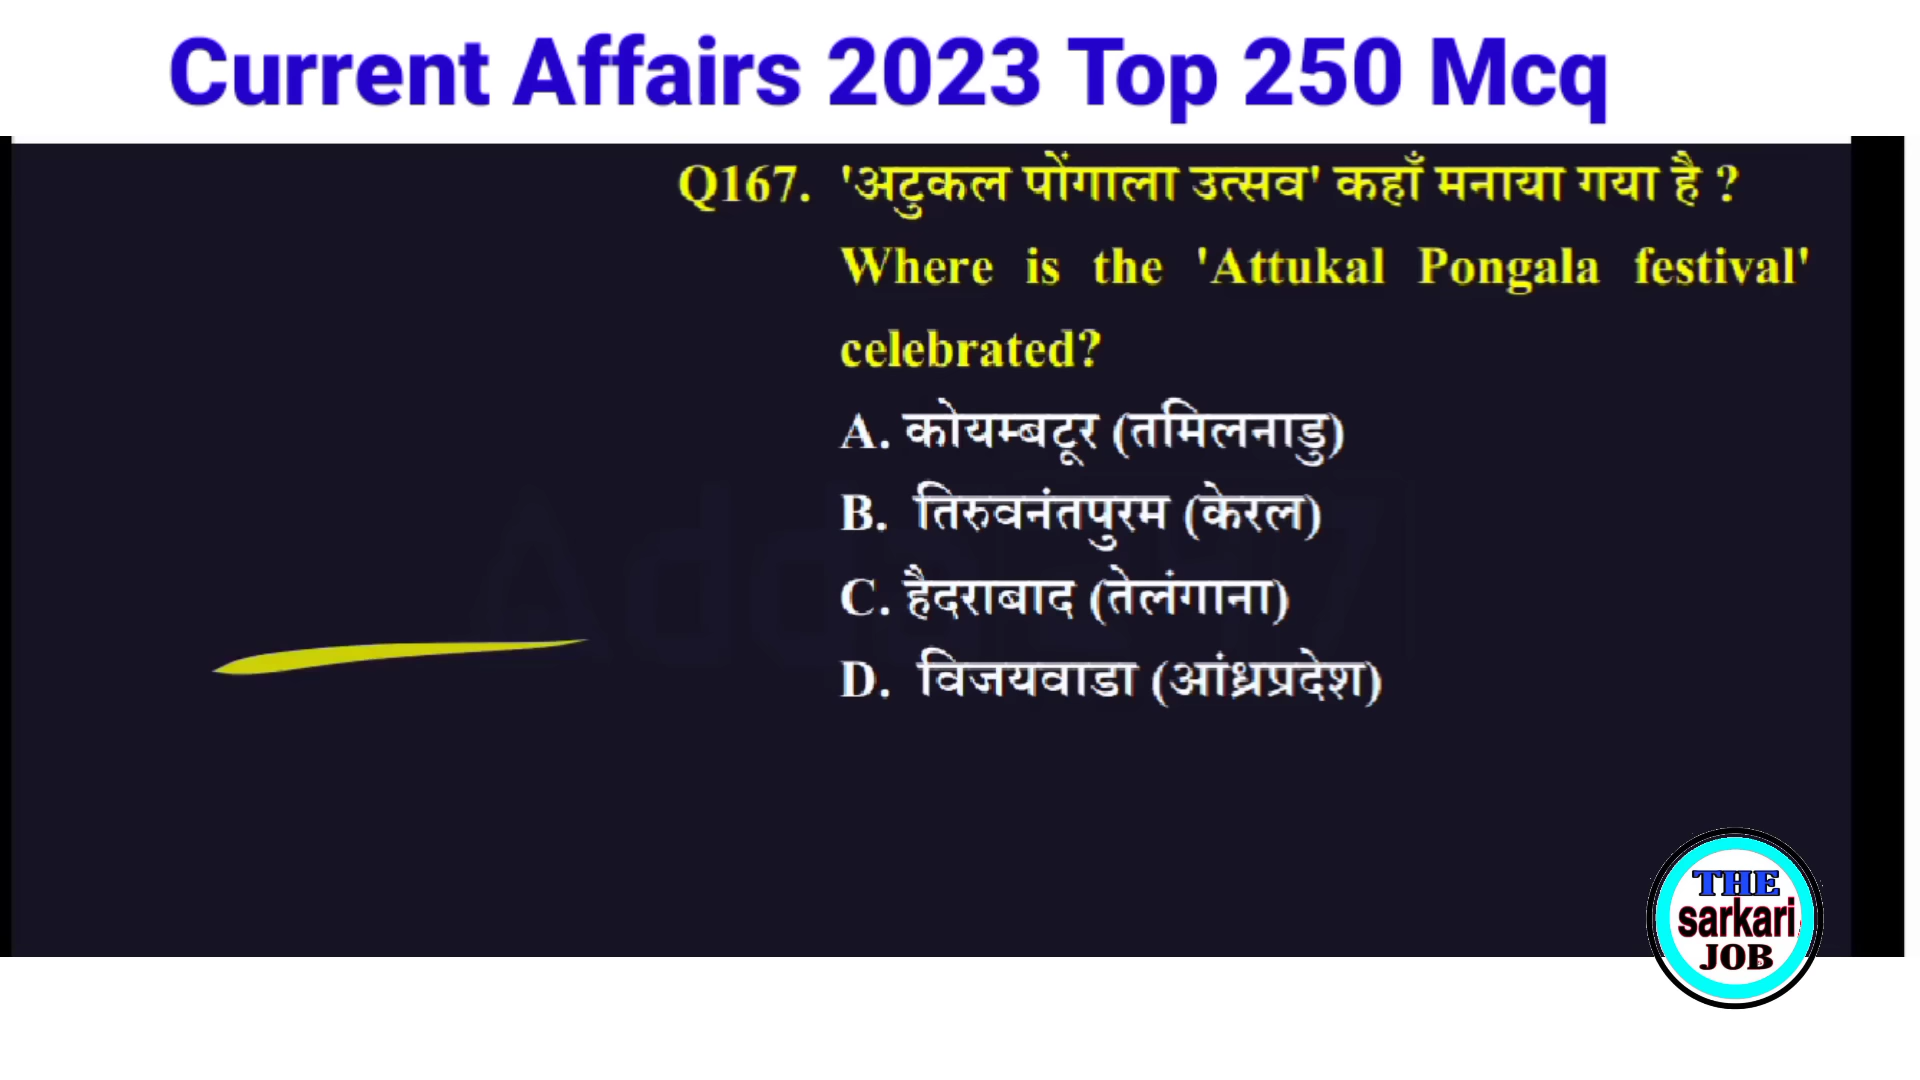 Current Affairs 2023 Top 250 Mcq
Q167. 'अटुकल पोंगाला उत्सव' कहाँ मनाया गया है ?
Where is the 'Attukal Pongala festival'
celebrated?
A. कोयम्बटूर (तमिलनाडु)
B. तिरुवनंतपुरम (केरल)
C. हैदराबाद (तेलंगाना)
D. विजयवाडा (आंध्रप्रदेश)
THE
sarkari
JOB